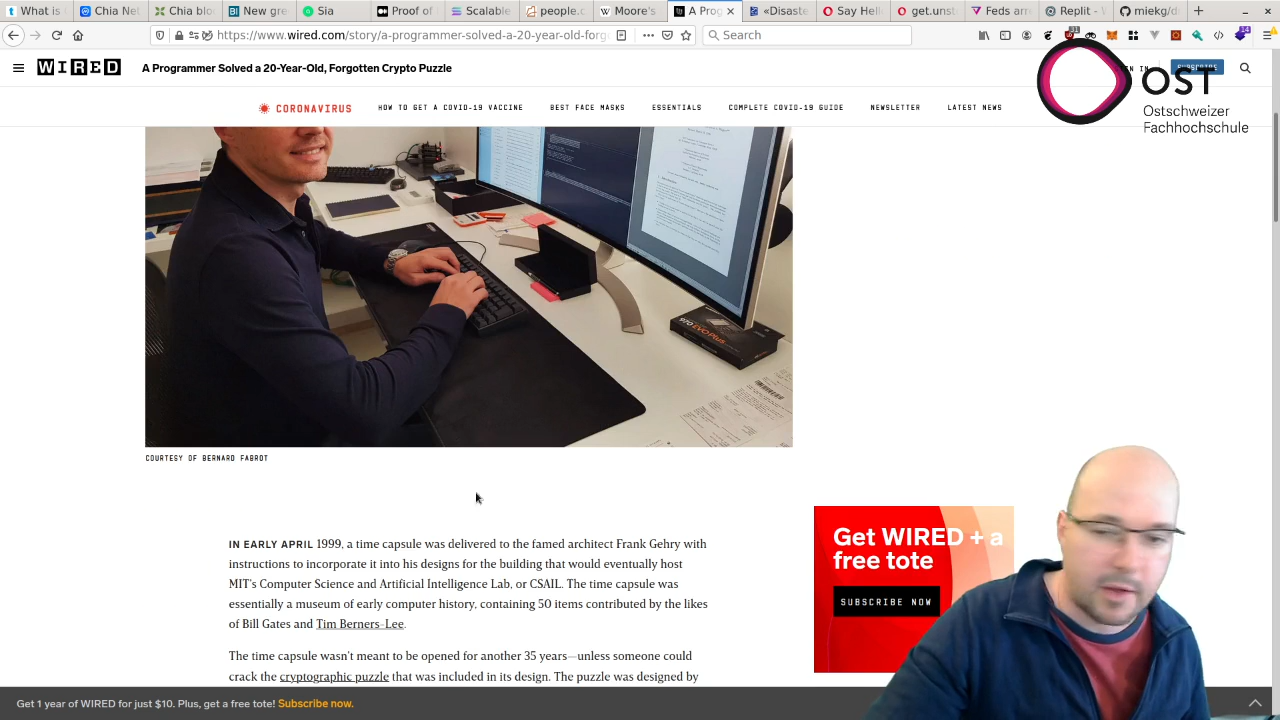 What is
Chia Net
Chia blo
New gre
Sia
Proof of
Scalable
people.c
Moore's
A Prog
«Disaste
Say Hell
get.unst
Feds arre
Replit - V
miekg/d
https://www.wired.com/story/a-programmer-solved-a-20-year-old-forg
Search
WIRED
A Programmer Solved a 20-Year-Old, Forgotten Crypto Puzzle
SUBSCRIBE
OST
Ostschweizer
Fachhochschule
CORONAVIRUS
HOW TO GET A COVID-19 VACCINE
BEST FACE MASKS
ESSENTIALS
COMPLETE COVID-19 GUIDE
NEWSLETTER
LATEST NEWS
970 EVO Plus
COURTESY OF BERNARD FABROT
EARLY APRIL 1999, a time capsule was delivered to the famed architect Frank Gehry with
instructions to incorporate it into his designs for the building that would eventually host
MIT's Computer Science and Artificial Intelligence Lab, or CSAIL. The time capsule was
essentially a museum of early computer history, containing 50 items contributed by the likes
of Bill Gates and Tim Berners-Lee.
The time capsule wasn't meant to be opened for another 35 years—unless someone could
crack the cryptographic puzzle that was included in its design. The puzzle was designed by
Get WIRED + a
free tote
SUBSCRIBE NOW
Get 1 year of WIRED for just $10. Plus, get a free tote! Subscribe now.